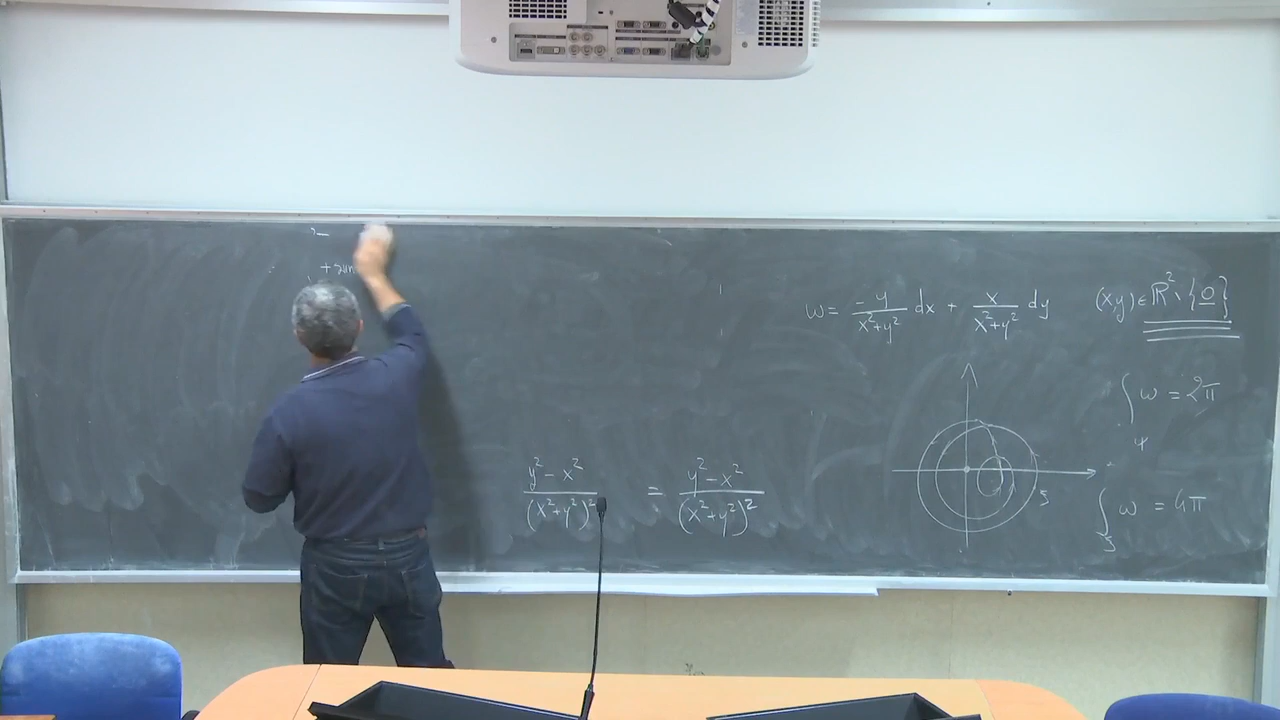 ω = -y/(x²+y²) dx + x/(x²+y²) dy (x,y) ∈ ℝ² \ {0}
∫ ω = 2π
(y² - x²)/(x²+y²)² = (y² - x²)/(x²+y²)²
∫ ω = 4π